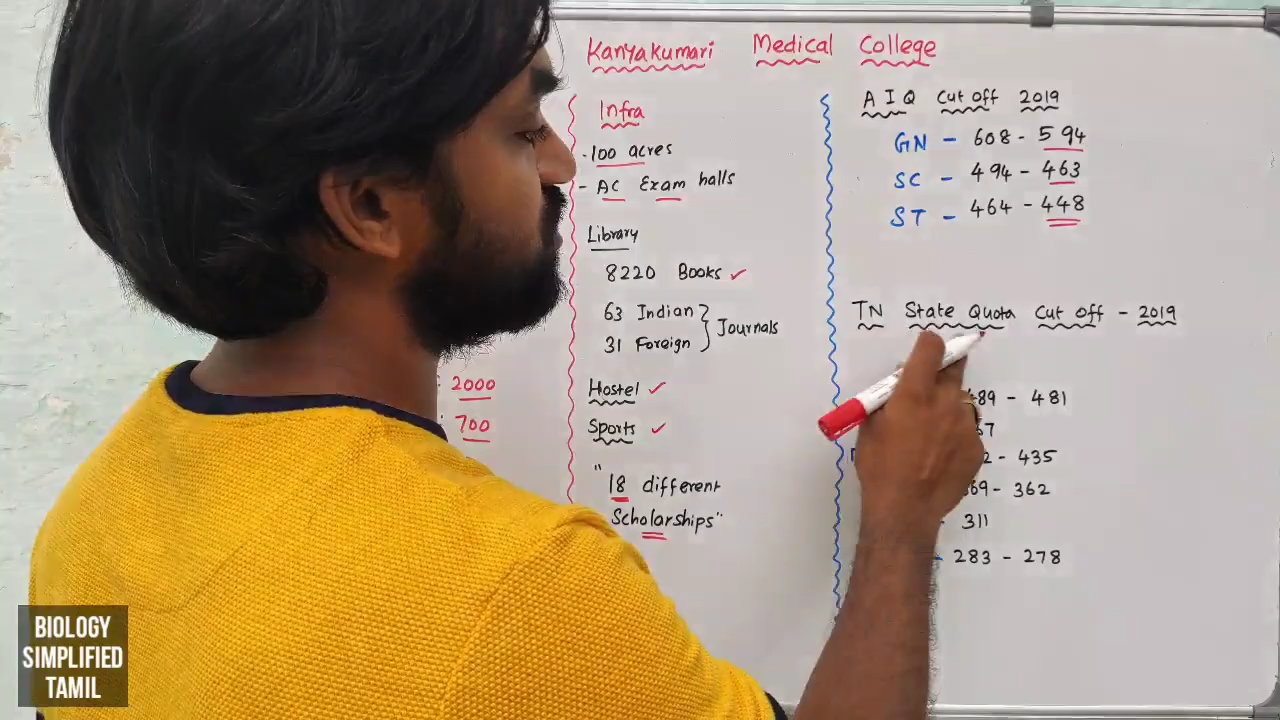 Kanyakumari Medical College
Infra
- 100 acres
- AC Exam halls
Library
8220 Books ✓
63 Indian
31 Foreign
} Journals
Hostel ✓
Sports ✓
"18 different
Scholarships"
: 2000
: 700
AIQ Cut off 2019
GN - 608 - 594
SC - 494 - 463
ST - 464 - 448
TN State Quota Cut off - 2019
489 - 481
- 435
- 362
- 311
- 283 - 278
BIOLOGY
SIMPLIFIED
TAMIL